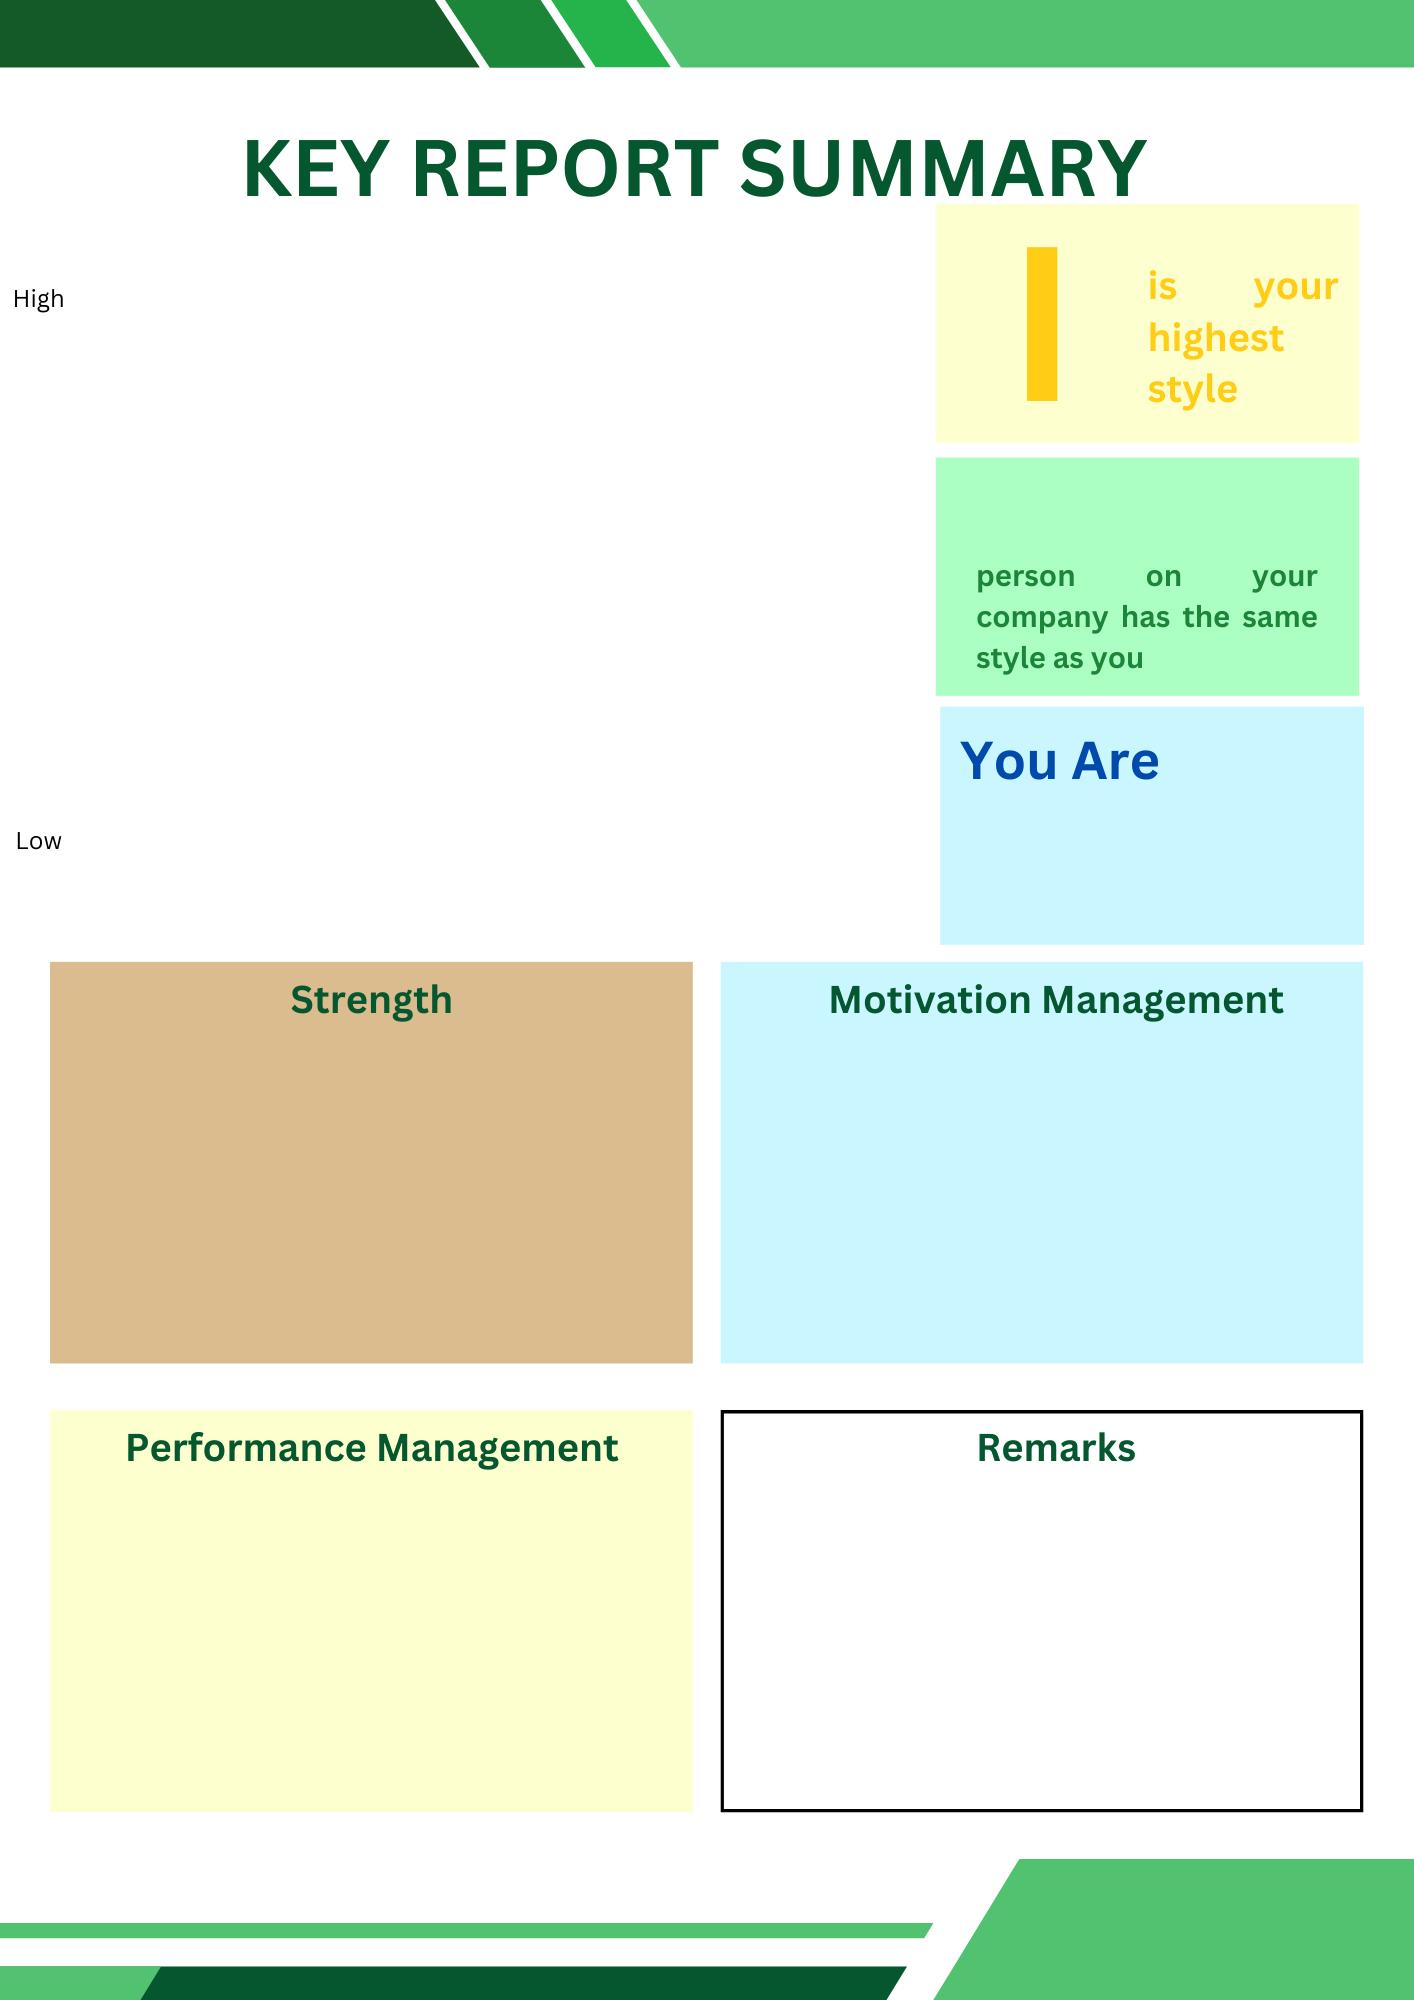 KEY REPORT SUMMARY
High
I
is your
highest
style
person on your
company has the same
style as you
You Are
Low
Strength
Motivation Management
Performance Management
Remarks